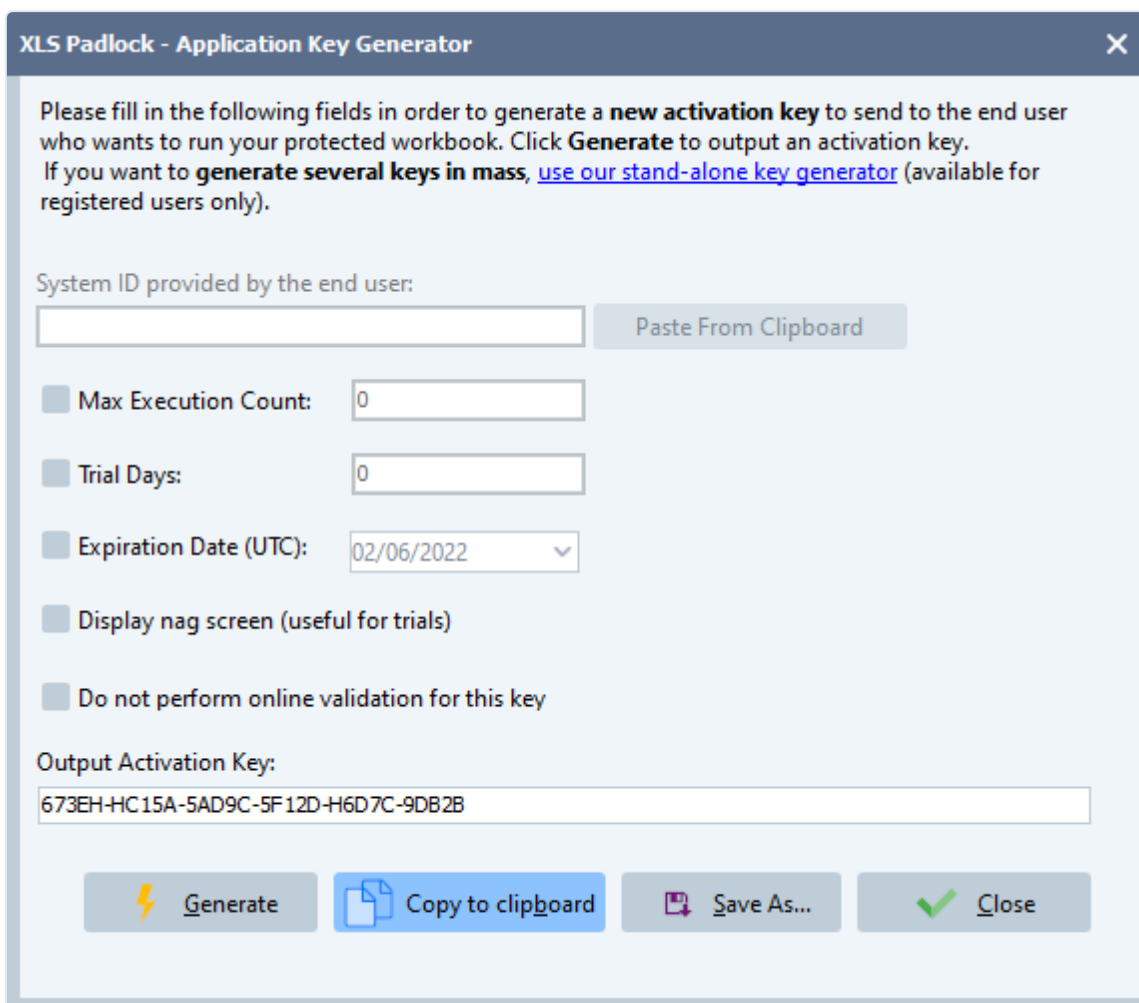 XLS Padlock - Application Key Generator
Please fill in the following fields in order to generate a new activation key to send to the end user
who wants to run your protected workbook. Click Generate to output an activation key.
If you want to generate several keys in mass, use our stand-alone key generator (available for
registered users only).
System ID provided by the end user:
Paste From Clipboard
Max Execution Count: 0
Trial Days: 0
Expiration Date (UTC): 02/06/2022
Display nag screen (useful for trials)
Do not perform online validation for this key
Output Activation Key:
673EH-HC15A-5AD9C-5F12D-H6D7C-9DB2B
Generate Copy to clipboard Save As... Close